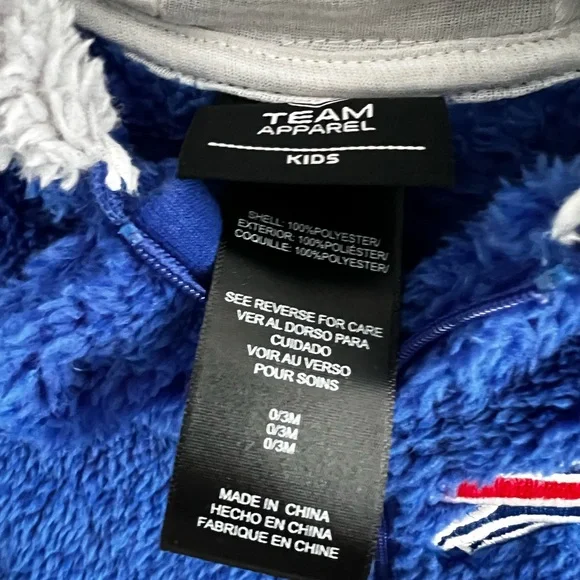 TEAM
APPAREL
KIDS
SHELL: 100%POLYESTER/
EXTERIOR: 100%POLIÉSTER/
COQUILLE: 100%POLYESTER/
SEE REVERSE FOR CARE
VER AL DORSO PARA
CUIDADO
VOIR AU VERSO
POUR SOINS
0/3M
0/3M
0/3M
MADE IN CHINA
HECHO EN CHINA
FABRIQUE EN CHINE